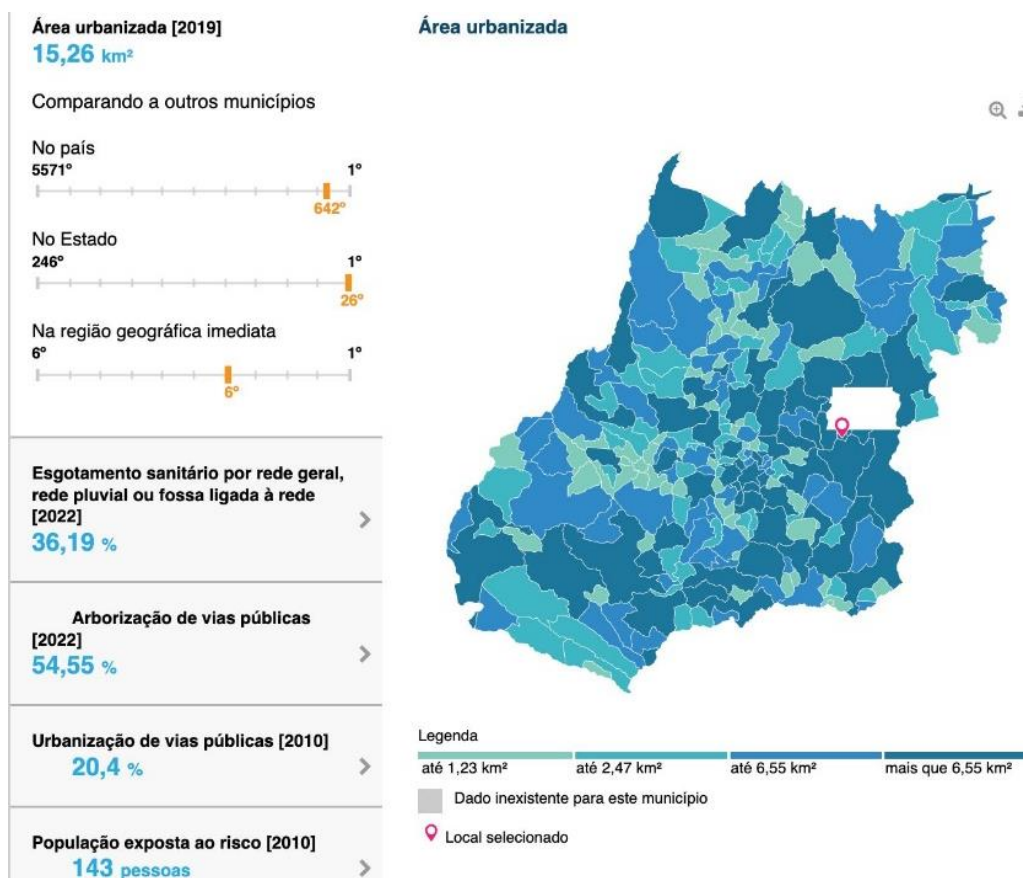 Área urbanizada [2019]
15,26 km²
Comparando a outros municípios
No país
5571º 1º
642º
No Estado
246º 1º
26º
Na região geográfica imediata
6º 1º
6º
Esgotamento sanitário por rede geral,
rede pluvial ou fossa ligada à rede
[2022]
36,19 %
Arborização de vias públicas
[2022]
54,55 %
Urbanização de vias públicas [2010]
20,4 %
População exposta ao risco [2010]
143 pessoas
Área urbanizada
Legenda
até 1,23 km² até 2,47 km² até 6,55 km² mais que 6,55 km²
Dado inexistente para este município
Local selecionado